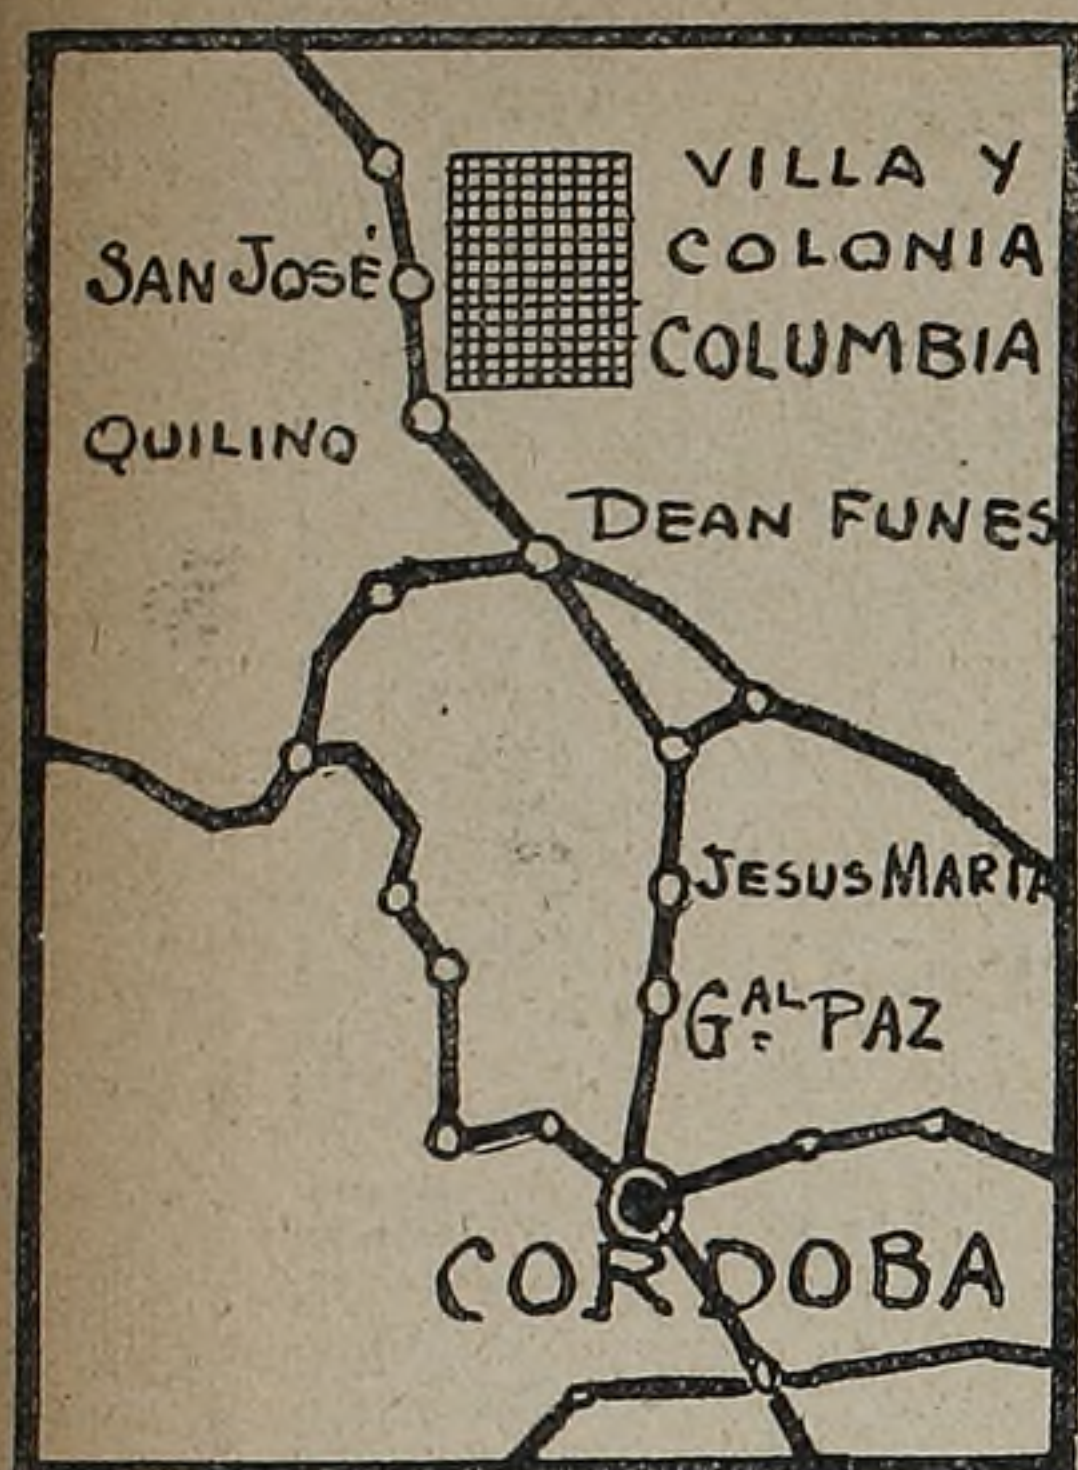 VILLA Y
COLONIA
COLUMBIA
SAN JOSÉ
QUILINO
DEAN FUNES
JESUS MARIA
GAL PAZ
CORDOBA